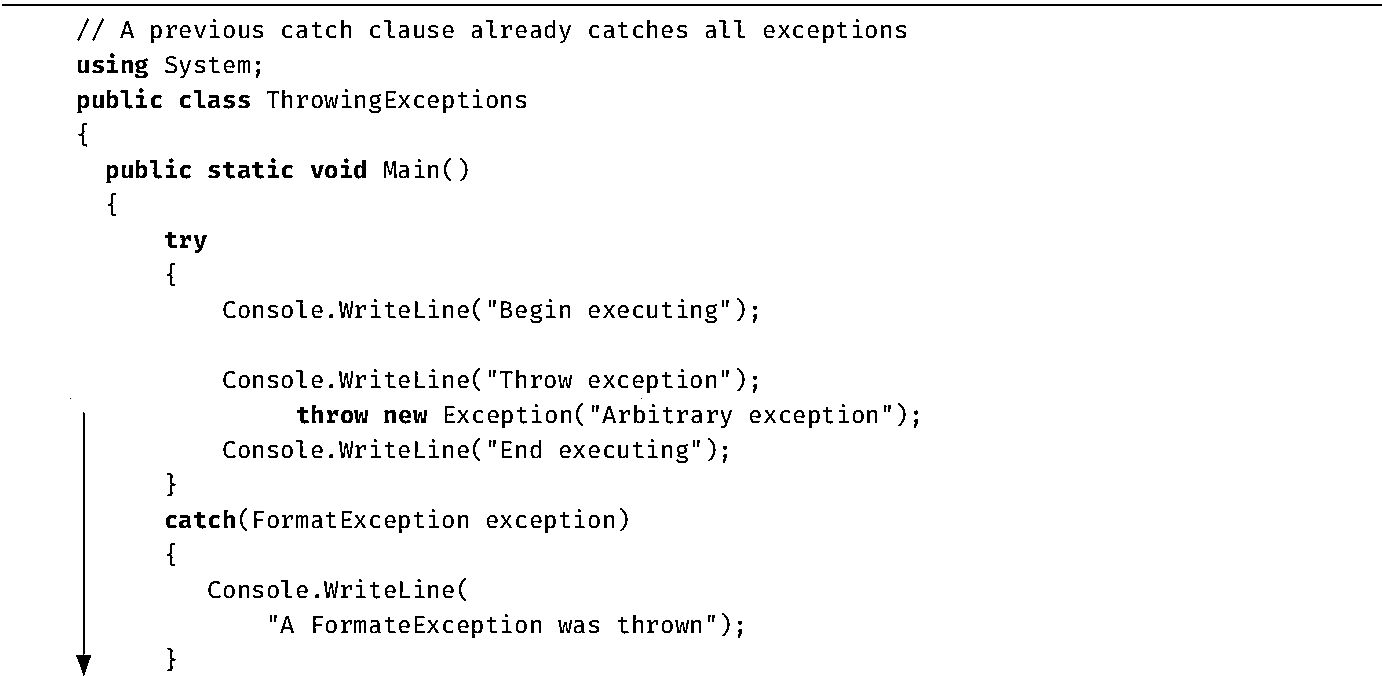 // A previous catch clause already catches all exceptions
using System;
public class ThrowingExceptions
{
  public static void Main()
  {
      try
      {
          Console.WriteLine("Begin executing");

          Console.WriteLine("Throw exception");
               throw new Exception("Arbitrary exception");
          Console.WriteLine("End executing");
      }
      catch(FormatException exception)
      {
         Console.WriteLine(
             "A FormateException was thrown");
      }